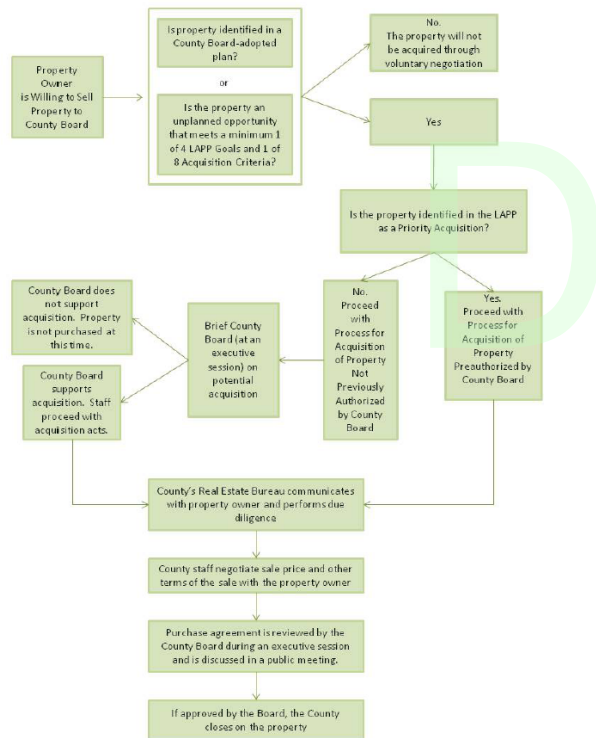 Property
Owner
is Willing to Sell
Property to
County Board
Is property identified in a
County Board-adopted
plan?
or
Is the property an
unplanned opportunity
that meets a minimum 1
of 4 LAPP Goals and 1 of
8 Acquisition Criteria?
No.
The property will not
be acquired through
voluntary negotiation
Yes
Is the property identified in the LAPP
as a Priority Acquisition?
No.
Proceed
with
Process for
Acquisition
of Property
Not
Previously
Authorized
by County
Board
Yes.
Proceed with
Process for
Acquisition of
Property
Preauthorized by
County Board
Brief County
Board (at an
executive
session) on
potential
acquisition
County Board does
not support
acquisition. Property
is not purchased at
this time.
County Board
supports
acquisition. Staff
proceed with
acquisition acts.
County's Real Estate Bureau communicates
with property owner and performs due
diligence
County staff negotiate sale price and other
terms of the sale with the property owner
Purchase agreement is reviewed by the
County Board during an executive session
and is discussed in a public meeting.
If approved by the Board, the County
closes on the property
D